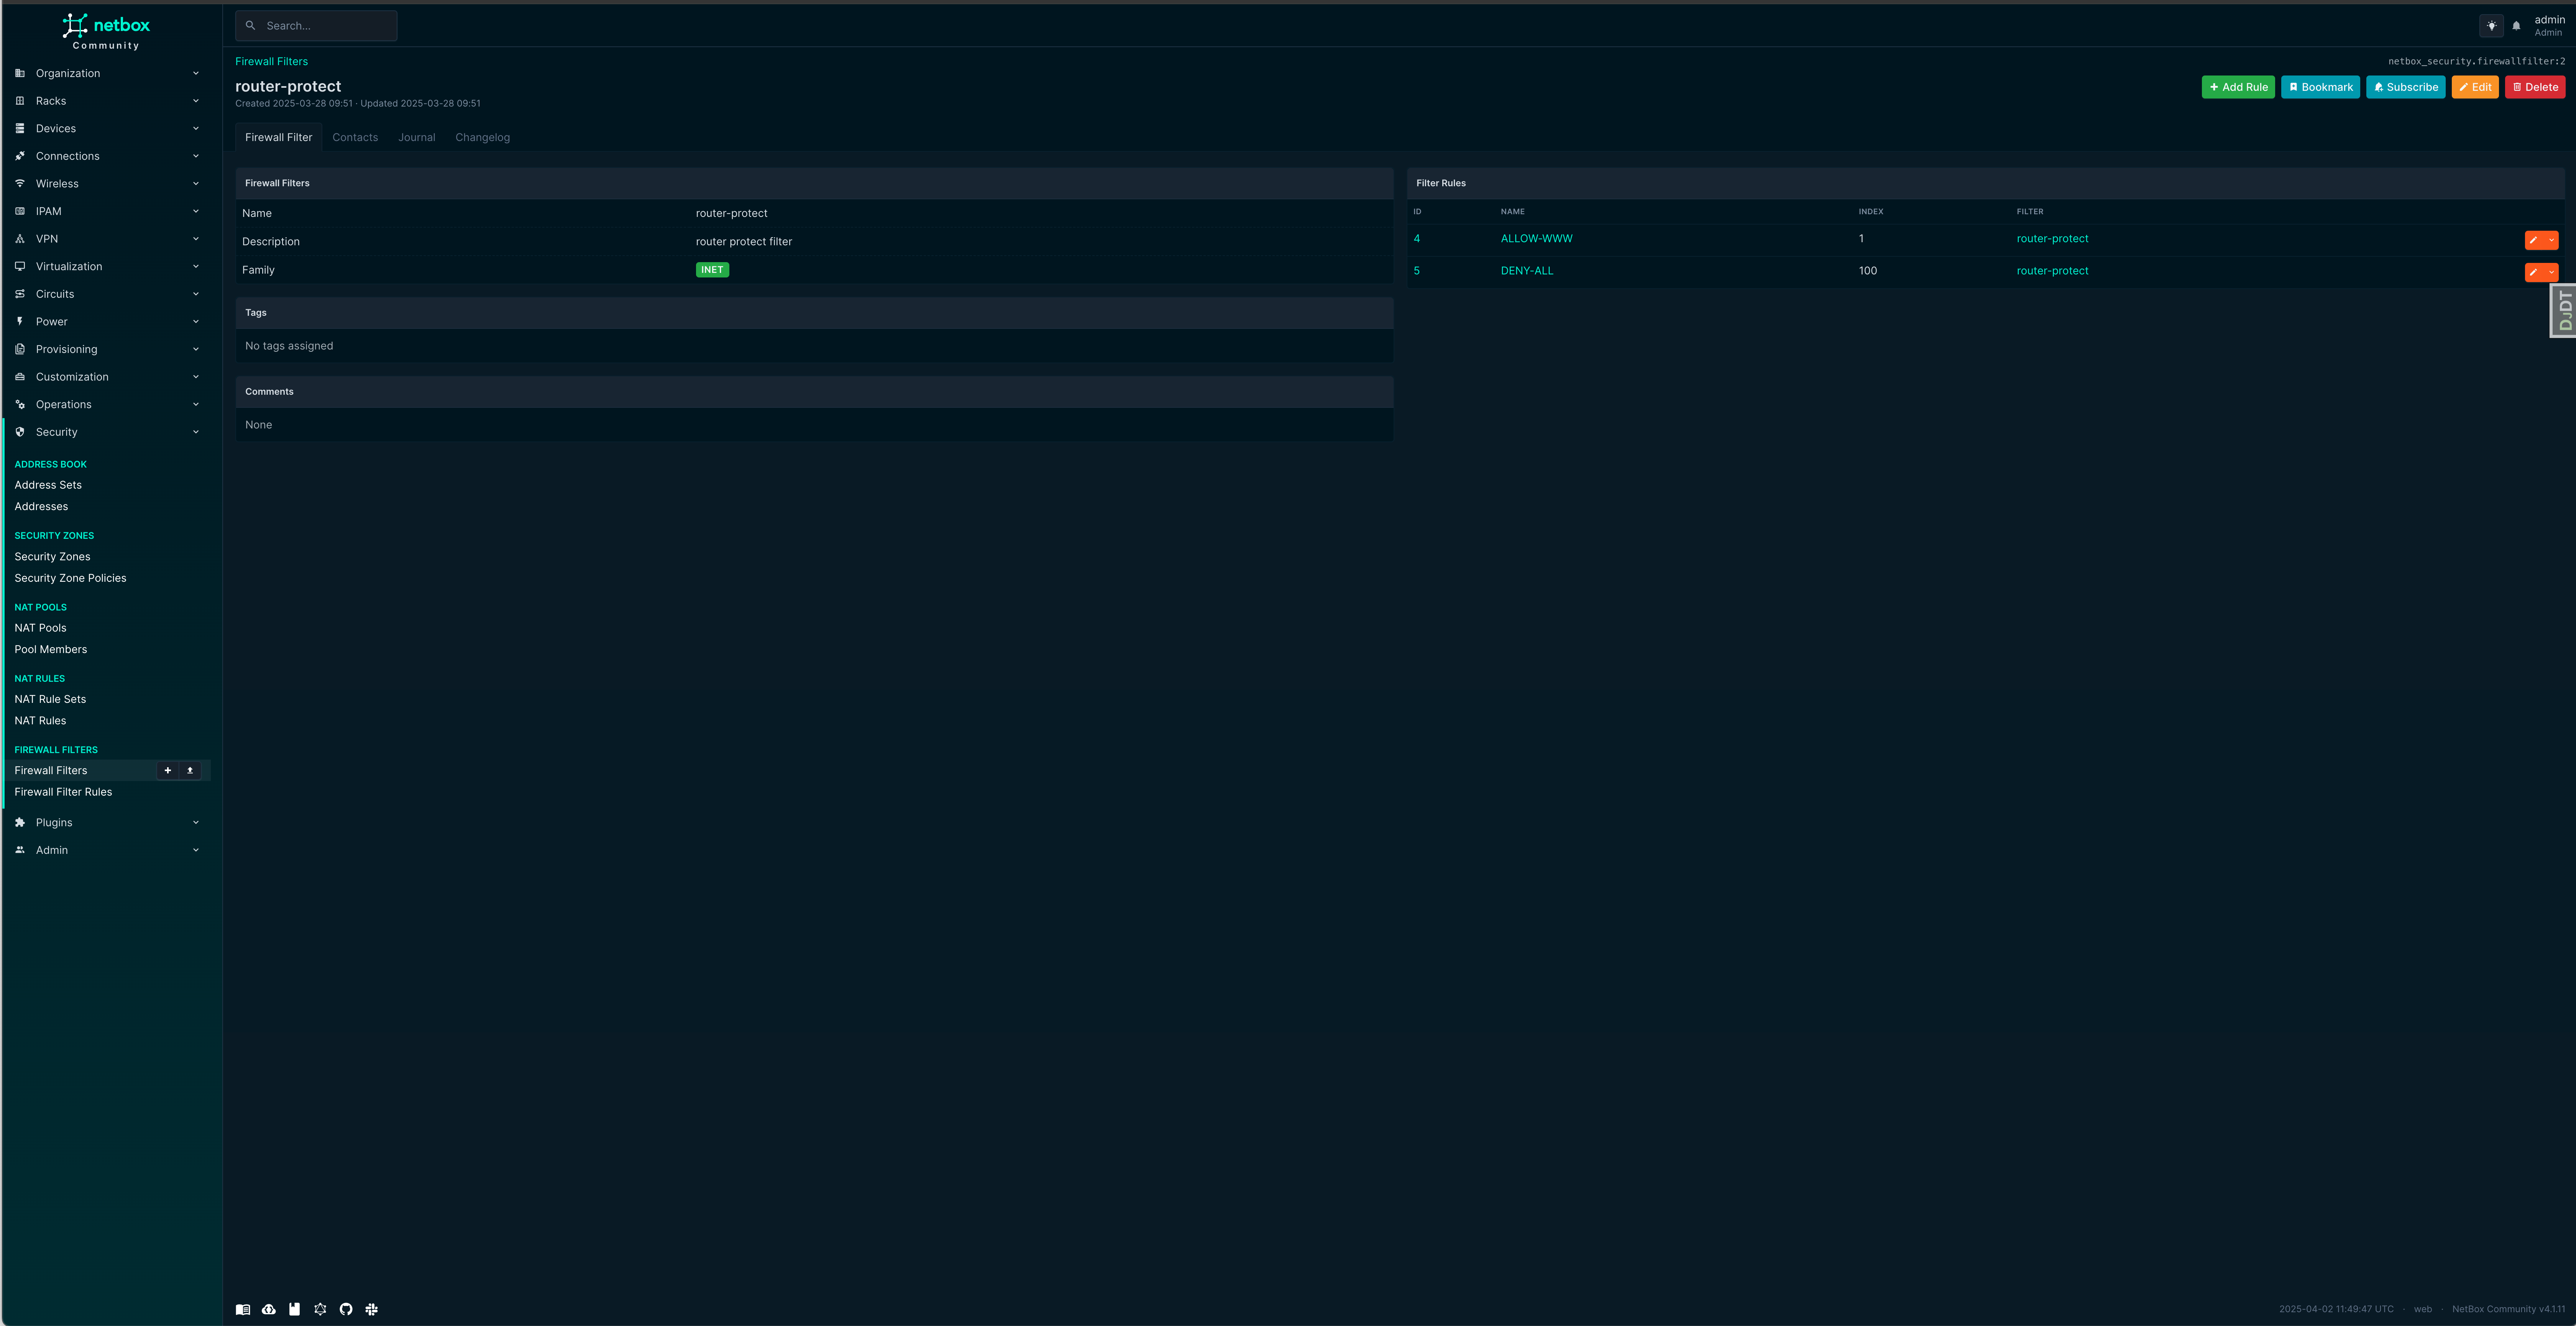 netbox
Community
Search...
admin
Admin
Organization
Racks
Devices
Connections
Wireless
IPAM
VPN
Virtualization
Circuits
Power
Provisioning
Customization
Operations
Security
ADDRESS BOOK
Address Sets
Addresses
SECURITY ZONES
Security Zones
Security Zone Policies
NAT POOLS
NAT Pools
Pool Members
NAT RULES
NAT Rule Sets
NAT Rules
FIREWALL FILTERS
Firewall Filters
Firewall Filter Rules
Plugins
Admin
Firewall Filters
netbox_security.firewallfilter:2
router-protect
Created 2025-03-28 09:51 · Updated 2025-03-28 09:51
Add Rule Bookmark Subscribe Edit Delete
Firewall Filter Contacts Journal Changelog
Firewall Filters
Name router-protect
Description router protect filter
Family INET
Tags
No tags assigned
Comments
None
Filter Rules
ID NAME INDEX FILTER
4 ALLOW-WWW 1 router-protect
5 DENY-ALL 100 router-protect
DJDT
2025-04-02 11:49:47 UTC · web · NetBox Community v4.1.11